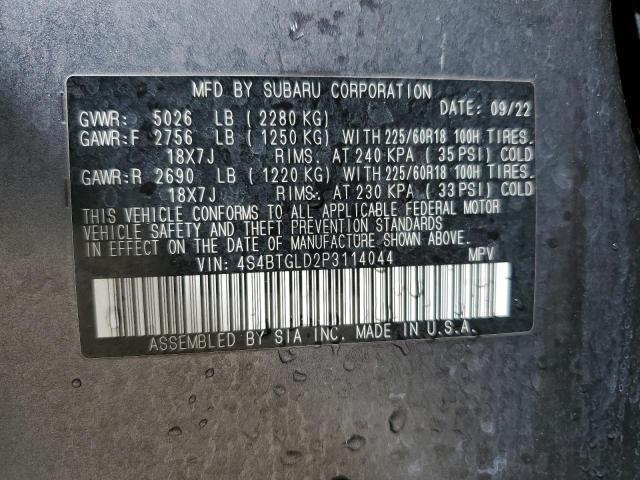 MFD BY SUBARU CORPORATION
GVWR: 5026 LB (2280 KG) DATE: 09/22
GAWR:F 2756 LB (1250 KG) WITH 225/60R18 100H TIRES.
18X7J RIMS. AT 240 KPA (35 PSI) COLD
GAWR:R 2690 LB (1220 KG) WITH 225/60R18 100H TIRES.
18X7J RIMS. AT 230 KPA (33 PSI) COLD
THIS VEHICLE CONFORMS TO ALL APPLICABLE FEDERAL MOTOR
VEHICLE SAFETY AND THEFT PREVENTION STANDARDS
IN EFFECT ON THE DATE OF MANUFACTURE SHOWN ABOVE.
VIN: 4S4BTGLD2P3114044 MPV
ASSEMBLED BY SIA INC. MADE IN U.S.A.